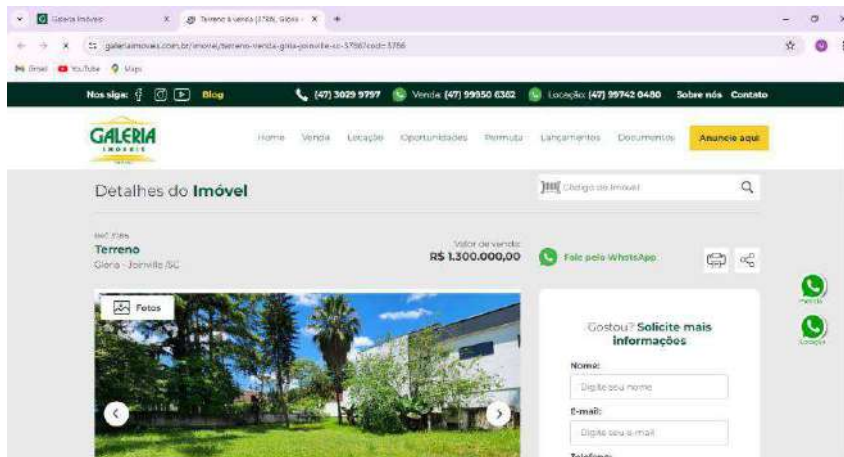 Galeria Imóveis
Terreno à venda (3786, Glória -
galeriaimoveis.com.br/imovel/terreno-venda-gloria-joinville-sc-3786?cod=3786
Gmail YouTube Maps
Nos siga: Blog (47) 3029 9797 Venda: (47) 99950 6362 Locação: (47) 99742 0480 Sobre nós Contato
GALERIA
IMÓVEIS
Home Venda Locação Oportunidades Permuta Lançamentos Documentos Anuncie aqui
Detalhes do Imóvel
Código do imóvel
Terreno
Glória - Joinville /SC
Valor de venda:
R$ 1.300.000,00
Fale pelo WhatsApp
Fotos
Gostou? Solicite mais
informações
Nome:
Digite seu nome
E-mail:
Digite seu e-mail
Telefone:
Locação